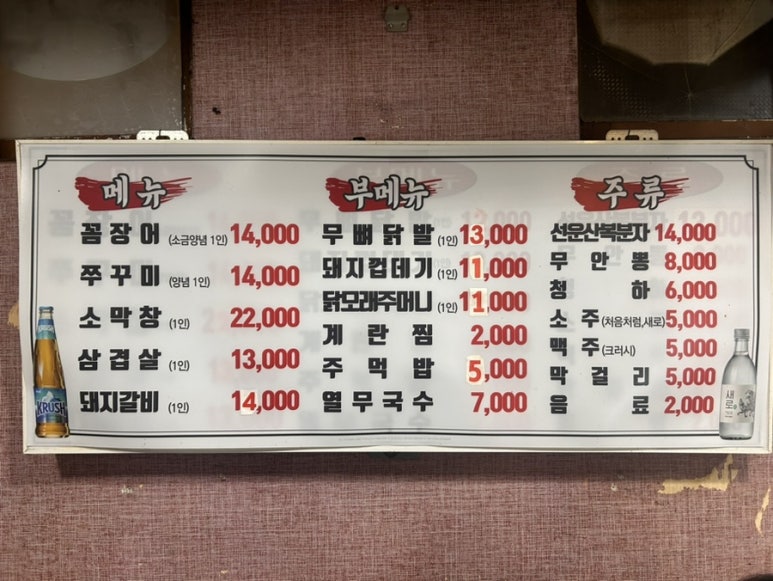 메뉴
꼼장어 (소금양념 1인) 14,000
쭈꾸미 (양념 1인) 14,000
소막창 (1인) 22,000
삼겹살 (1인) 13,000
돼지갈비 (1인) 14,000
부메뉴
무뼈닭발 (1인) 13,000
돼지껍데기 (1인) 11,000
닭모래주머니 (1인) 11,000
계란찜 2,000
주먹밥 5,000
열무국수 7,000
주류
선운산복분자 14,000
무안뽕 8,000
청하 6,000
소주 (처음처럼,새로) 5,000
맥주 (크러시) 5,000
막걸리 5,000
음료 2,000
KRUSH
새로